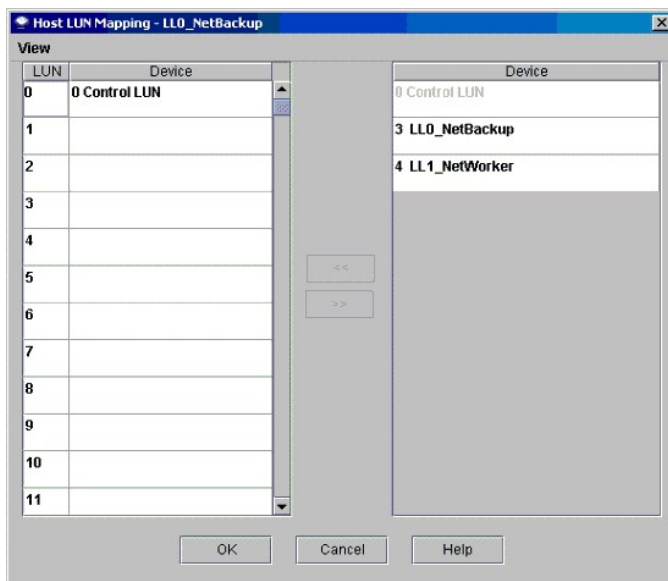 Host LUN Mapping - LL0_NetBackup
View
LUN Device
0 0 Control LUN
1
2
3
4
5
6
7
8
9
10
11
<<
>>
Device
0 Control LUN
3 LL0_NetBackup
4 LL1_NetWorker
OK Cancel Help